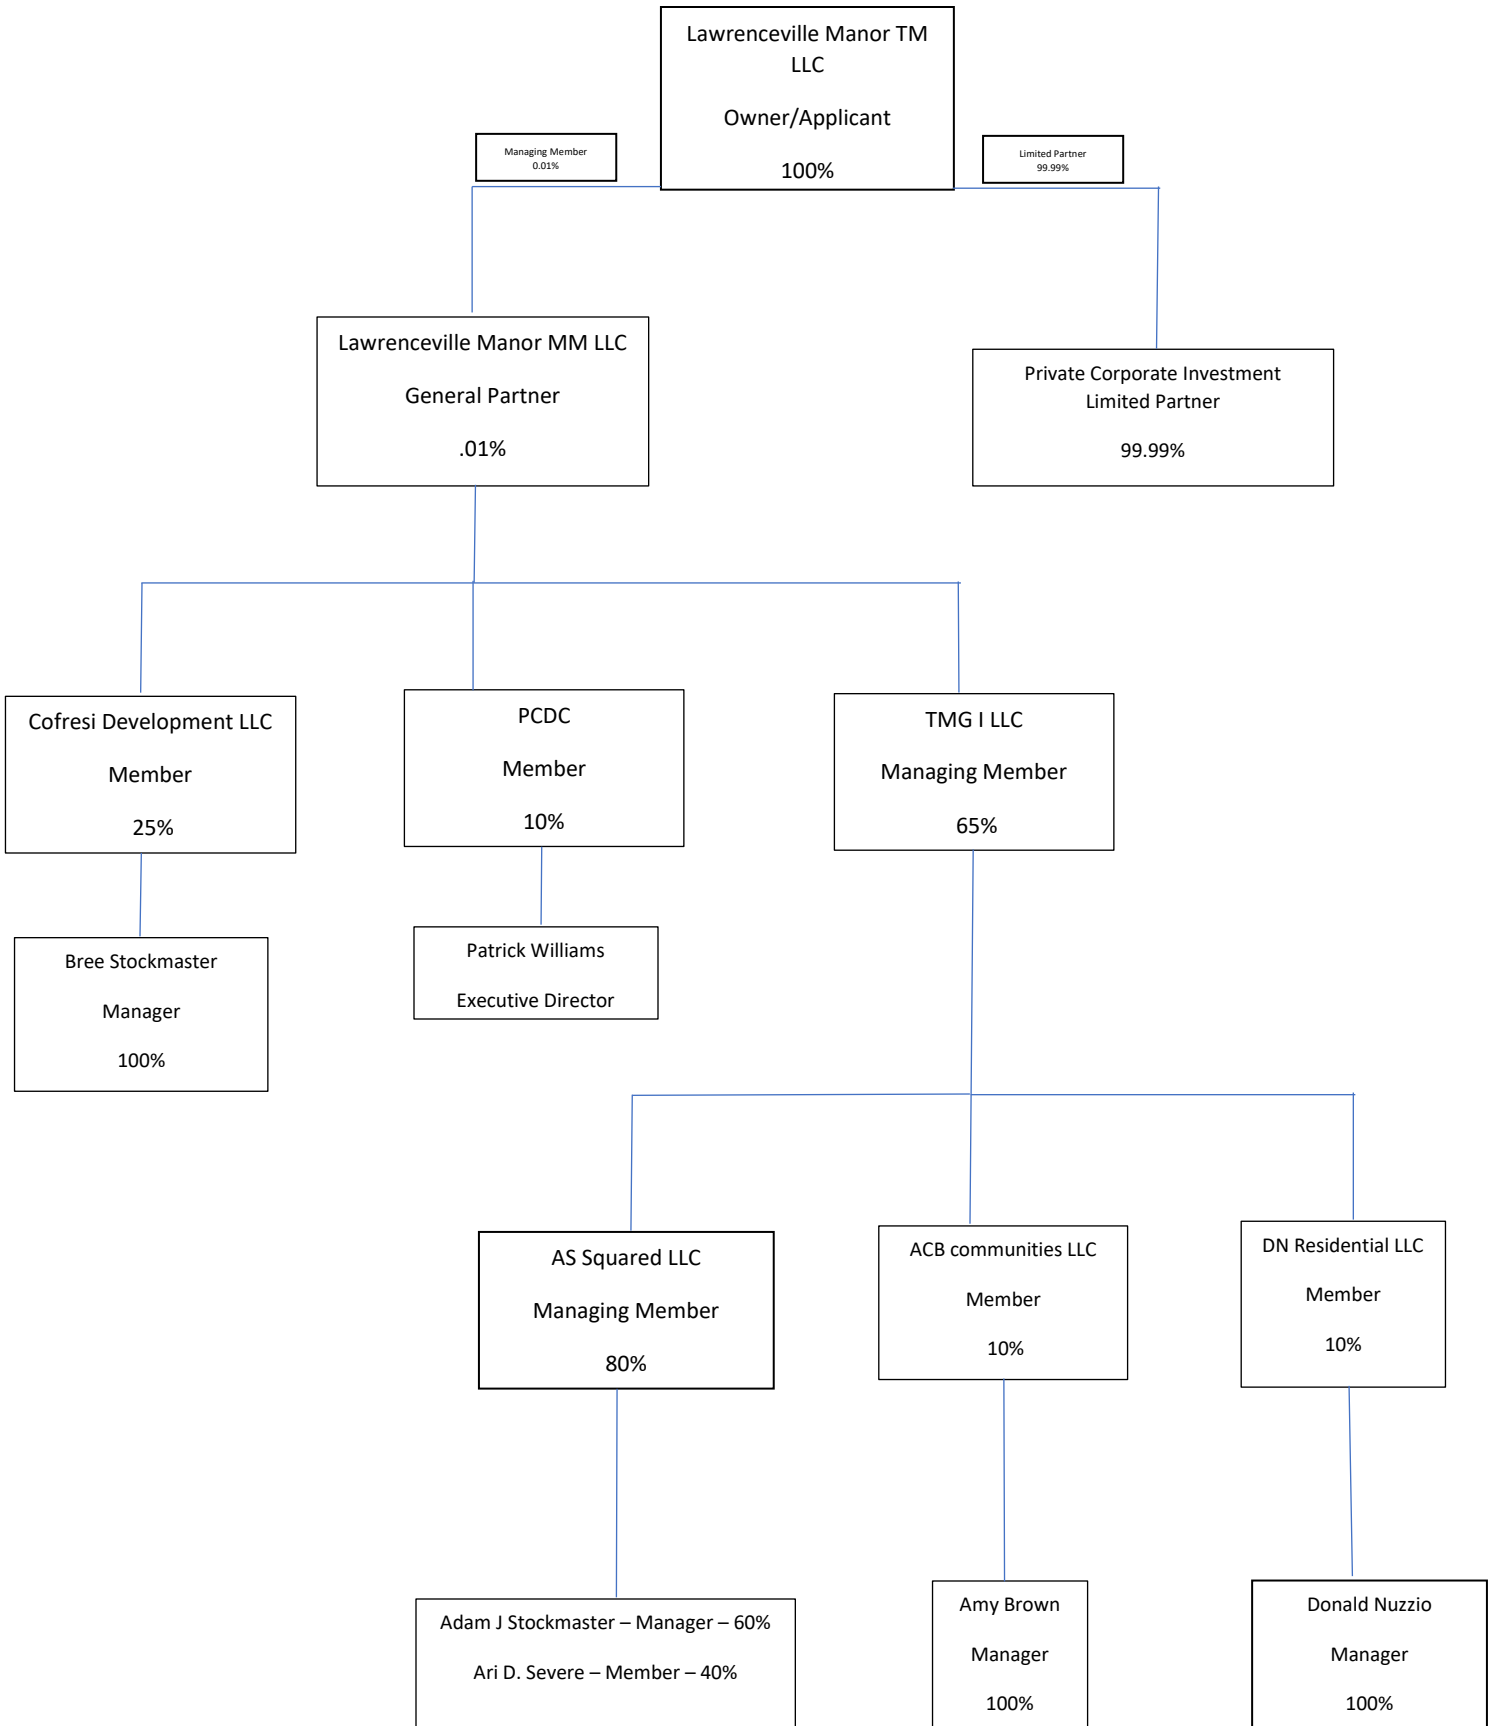 Lawrenceville Manor TM
LLC
Owner/Applicant
100%
Managing Member
0.01%
Limited Partner
99.99%
Lawrenceville Manor MM LLC
General Partner
.01%
Private Corporate Investment
Limited Partner
99.99%
Cofresi Development LLC
Member
25%
PCDC
Member
10%
TMG I LLC
Managing Member
65%
Bree Stockmaster
Manager
100%
Patrick Williams
Executive Director
AS Squared LLC
Managing Member
80%
ACB communities LLC
Member
10%
DN Residential LLC
Member
10%
Adam J Stockmaster – Manager – 60%
Ari D. Severe – Member – 40%
Amy Brown
Manager
100%
Donald Nuzzio
Manager
100%